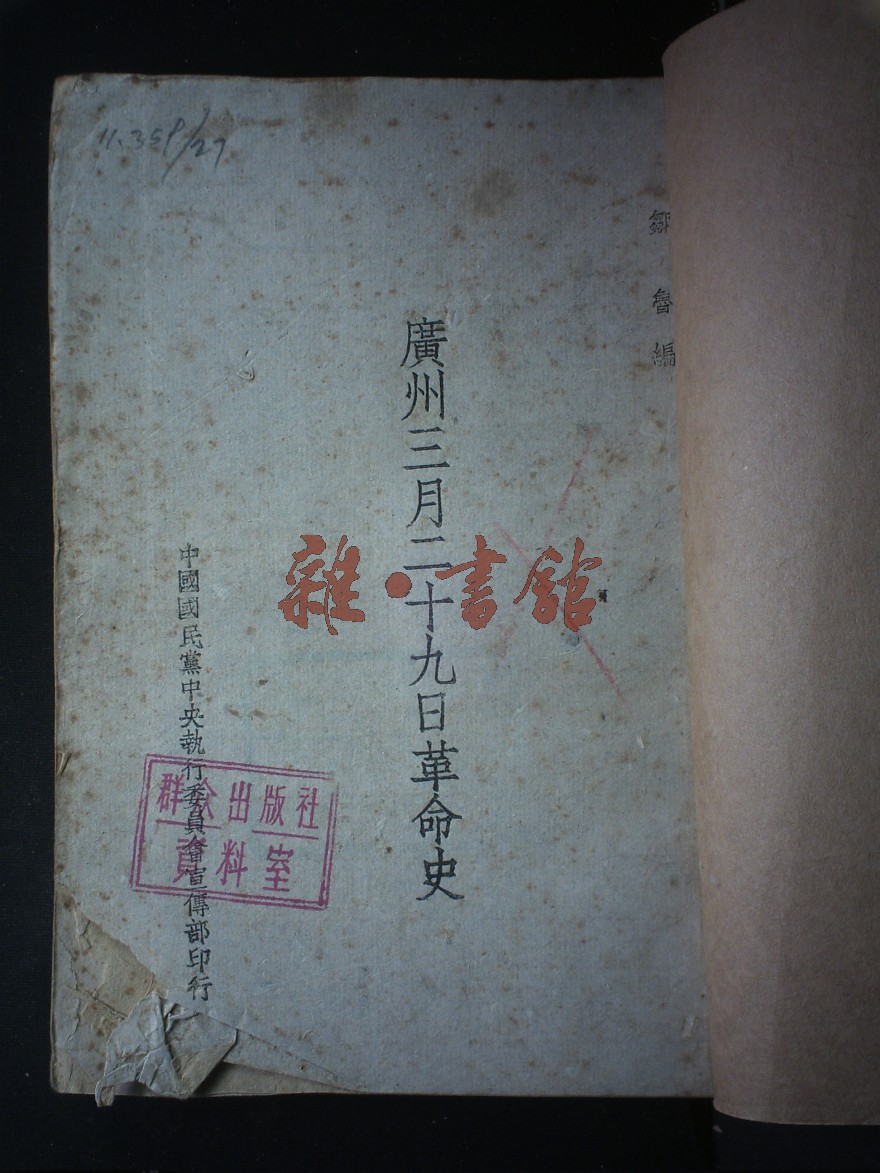 鄒魯編
廣州三月二十九日革命史
中國國民黨中央執行委員會宣傳部印行
群众出版社
資料室
11.359/27
雜·書館